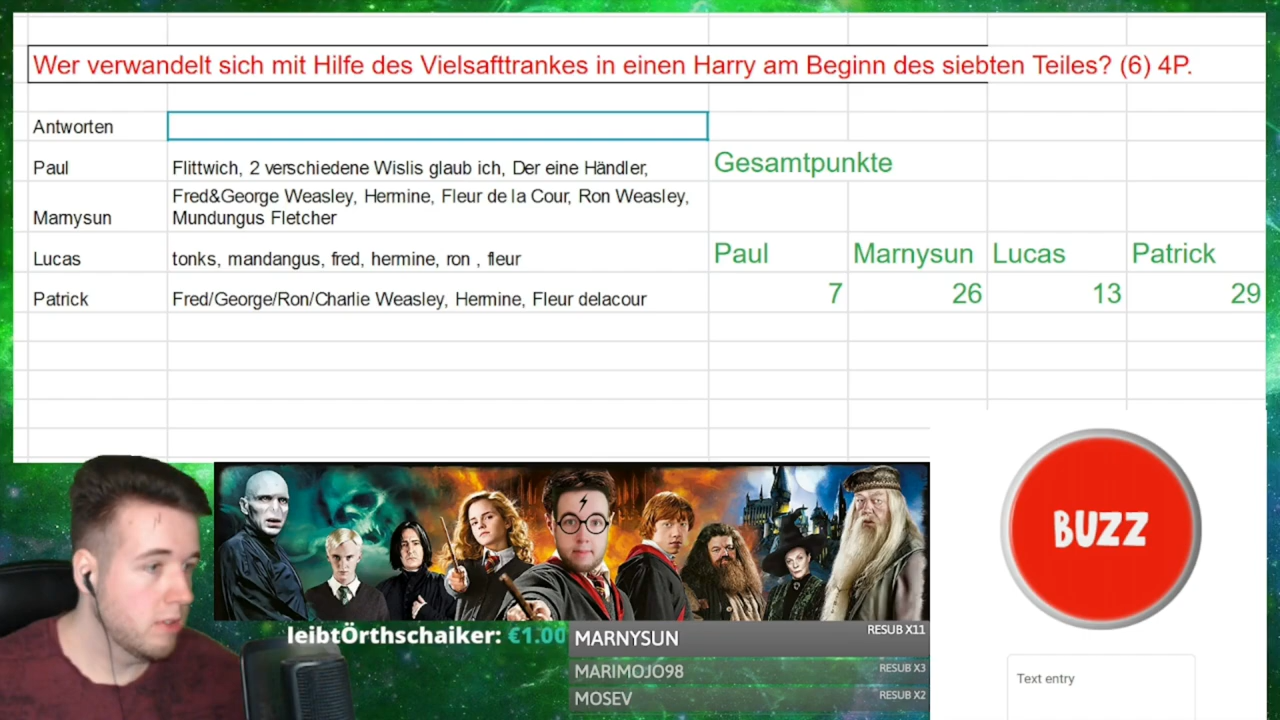 Wer verwandelt sich mit Hilfe des Vielsafttrankes in einen Harry am Beginn des siebten Teiles? (6) 4P.
Antworten
Paul
Flittwich, 2 verschiedene Wislis glaub ich, Der eine Händler,
Gesamtpunkte
Marnysun
Fred&George Weasley, Hermine, Fleur de la Cour, Ron Weasley,
Mundungus Fletcher
Lucas
tonks, mandangus, fred, hermine, ron , fleur
Paul Marnysun Lucas Patrick
Patrick
Fred/George/Ron/Charlie Weasley, Hermine, Fleur delacour
7 26 13 29
BUZZ
leibtÖrthschaiker: €1.00
MARNYSUN RESUB X11
MARIMOJO98 RESUB X3
MOSEV RESUB X2
Text entry